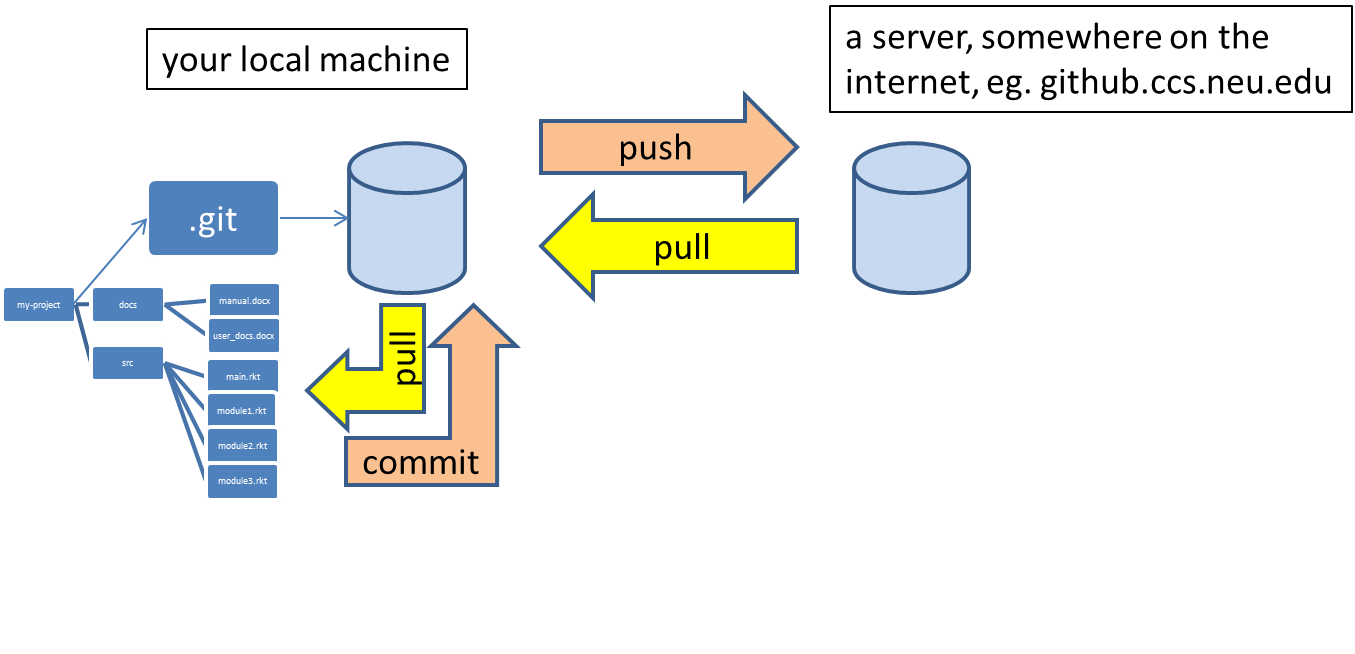 your local machine
a server, somewhere on the
internet, eg. github.ccs.neu.edu
push
pull
.git
my-project
docs
manual.docx
user_docs.docx
src
main.rkt
module1.rkt
module2.rkt
module3.rkt
pull
commit